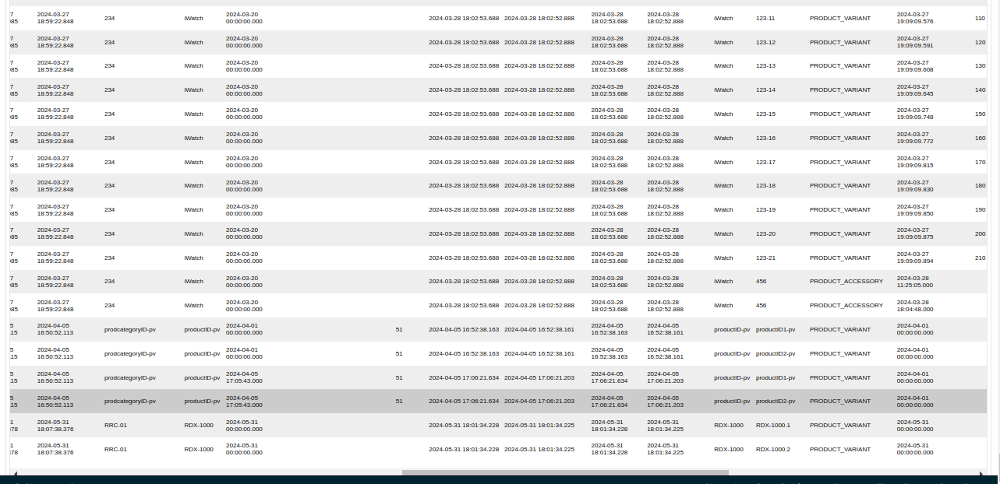 7 85 2024-03-27 18:59:22.848 234 iWatch 2024-03-20 00:00:00.000 2024-03-28 18:02:53.688 2024-03-28 18:02:52.888 2024-03-28 18:02:53.688 2024-03-28 18:02:52.888 iWatch 123-11 PRODUCT_VARIANT 2024-03-27 19:09:09.576 110
7 85 2024-03-27 18:59:22.848 234 iWatch 2024-03-20 00:00:00.000 2024-03-28 18:02:53.688 2024-03-28 18:02:52.888 2024-03-28 18:02:53.688 2024-03-28 18:02:52.888 iWatch 123-12 PRODUCT_VARIANT 2024-03-27 19:09:09.591 120
7 85 2024-03-27 18:59:22.848 234 iWatch 2024-03-20 00:00:00.000 2024-03-28 18:02:53.688 2024-03-28 18:02:52.888 2024-03-28 18:02:53.688 2024-03-28 18:02:52.888 iWatch 123-13 PRODUCT_VARIANT 2024-03-27 19:09:09.608 130
7 85 2024-03-27 18:59:22.848 234 iWatch 2024-03-20 00:00:00.000 2024-03-28 18:02:53.688 2024-03-28 18:02:52.888 2024-03-28 18:02:53.688 2024-03-28 18:02:52.888 iWatch 123-14 PRODUCT_VARIANT 2024-03-27 19:09:09.645 140
7 85 2024-03-27 18:59:22.848 234 iWatch 2024-03-20 00:00:00.000 2024-03-28 18:02:53.688 2024-03-28 18:02:52.888 2024-03-28 18:02:53.688 2024-03-28 18:02:52.888 iWatch 123-15 PRODUCT_VARIANT 2024-03-27 19:09:09.748 150
7 85 2024-03-27 18:59:22.848 234 iWatch 2024-03-20 00:00:00.000 2024-03-28 18:02:53.688 2024-03-28 18:02:52.888 2024-03-28 18:02:53.688 2024-03-28 18:02:52.888 iWatch 123-16 PRODUCT_VARIANT 2024-03-27 19:09:09.772 160
7 85 2024-03-27 18:59:22.848 234 iWatch 2024-03-20 00:00:00.000 2024-03-28 18:02:53.688 2024-03-28 18:02:52.888 2024-03-28 18:02:53.688 2024-03-28 18:02:52.888 iWatch 123-17 PRODUCT_VARIANT 2024-03-27 19:09:09.815 170
7 85 2024-03-27 18:59:22.848 234 iWatch 2024-03-20 00:00:00.000 2024-03-28 18:02:53.688 2024-03-28 18:02:52.888 2024-03-28 18:02:53.688 2024-03-28 18:02:52.888 iWatch 123-18 PRODUCT_VARIANT 2024-03-27 19:09:09.830 180
7 85 2024-03-27 18:59:22.848 234 iWatch 2024-03-20 00:00:00.000 2024-03-28 18:02:53.688 2024-03-28 18:02:52.888 2024-03-28 18:02:53.688 2024-03-28 18:02:52.888 iWatch 123-19 PRODUCT_VARIANT 2024-03-27 19:09:09.850 190
7 85 2024-03-27 18:59:22.848 234 iWatch 2024-03-20 00:00:00.000 2024-03-28 18:02:53.688 2024-03-28 18:02:52.888 2024-03-28 18:02:53.688 2024-03-28 18:02:52.888 iWatch 123-20 PRODUCT_VARIANT 2024-03-27 19:09:09.875 200
7 85 2024-03-27 18:59:22.848 234 iWatch 2024-03-20 00:00:00.000 2024-03-28 18:02:53.688 2024-03-28 18:02:52.888 2024-03-28 18:02:53.688 2024-03-28 18:02:52.888 iWatch 123-21 PRODUCT_VARIANT 2024-03-27 19:09:09.894 210
7 85 2024-03-27 18:59:22.848 234 iWatch 2024-03-20 00:00:00.000 2024-03-28 18:02:53.688 2024-03-28 18:02:52.888 2024-03-28 18:02:53.688 2024-03-28 18:02:52.888 iWatch 456 PRODUCT_ACCESSORY 2024-03-28 11:25:05.000
7 85 2024-03-27 18:59:22.848 234 iWatch 2024-03-20 00:00:00.000 2024-03-28 18:02:53.688 2024-03-28 18:02:52.888 2024-03-28 18:02:53.688 2024-03-28 18:02:52.888 iWatch 456 PRODUCT_ACCESSORY 2024-03-28 18:04:48.000
5 15 2024-04-05 16:50:52.113 prodcategoryID-pv productID-pv 2024-04-01 00:00:00.000 51 2024-04-05 16:52:38.163 2024-04-05 16:52:38.161 2024-04-05 16:52:38.163 2024-04-05 16:52:38.161 productID-pv productID1-pv PRODUCT_VARIANT 2024-04-01 00:00:00.000
5 15 2024-04-05 16:50:52.113 prodcategoryID-pv productID-pv 2024-04-01 00:00:00.000 51 2024-04-05 16:52:38.163 2024-04-05 16:52:38.161 2024-04-05 16:52:38.163 2024-04-05 16:52:38.161 productID-pv productID2-pv PRODUCT_VARIANT 2024-04-01 00:00:00.000
5 15 2024-04-05 16:50:52.113 prodcategoryID-pv productID-pv 2024-04-05 17:05:43.000 51 2024-04-05 17:06:21.634 2024-04-05 17:06:21.203 2024-04-05 17:06:21.634 2024-04-05 17:06:21.203 productID-pv productID1-pv PRODUCT_VARIANT 2024-04-01 00:00:00.000
5 15 2024-04-05 16:50:52.113 prodcategoryID-pv productID-pv 2024-04-05 17:05:43.000 51 2024-04-05 17:06:21.634 2024-04-05 17:06:21.203 2024-04-05 17:06:21.634 2024-04-05 17:06:21.203 productID-pv productID2-pv PRODUCT_VARIANT 2024-04-01 00:00:00.000
1 78 2024-05-31 18:07:38.376 RRC-01 RDX-1000 2024-05-31 00:00:00.000 2024-05-31 18:01:34.228 2024-05-31 18:01:34.225 2024-05-31 18:01:34.228 2024-05-31 18:01:34.225 RDX-1000 RDX-1000.1 PRODUCT_VARIANT 2024-05-31 00:00:00.000
1 78 2024-05-31 18:07:38.376 RRC-01 RDX-1000 2024-05-31 00:00:00.000 2024-05-31 18:01:34.228 2024-05-31 18:01:34.225 2024-05-31 18:01:34.228 2024-05-31 18:01:34.225 RDX-1000 RDX-1000.2 PRODUCT_VARIANT 2024-05-31 00:00:00.000